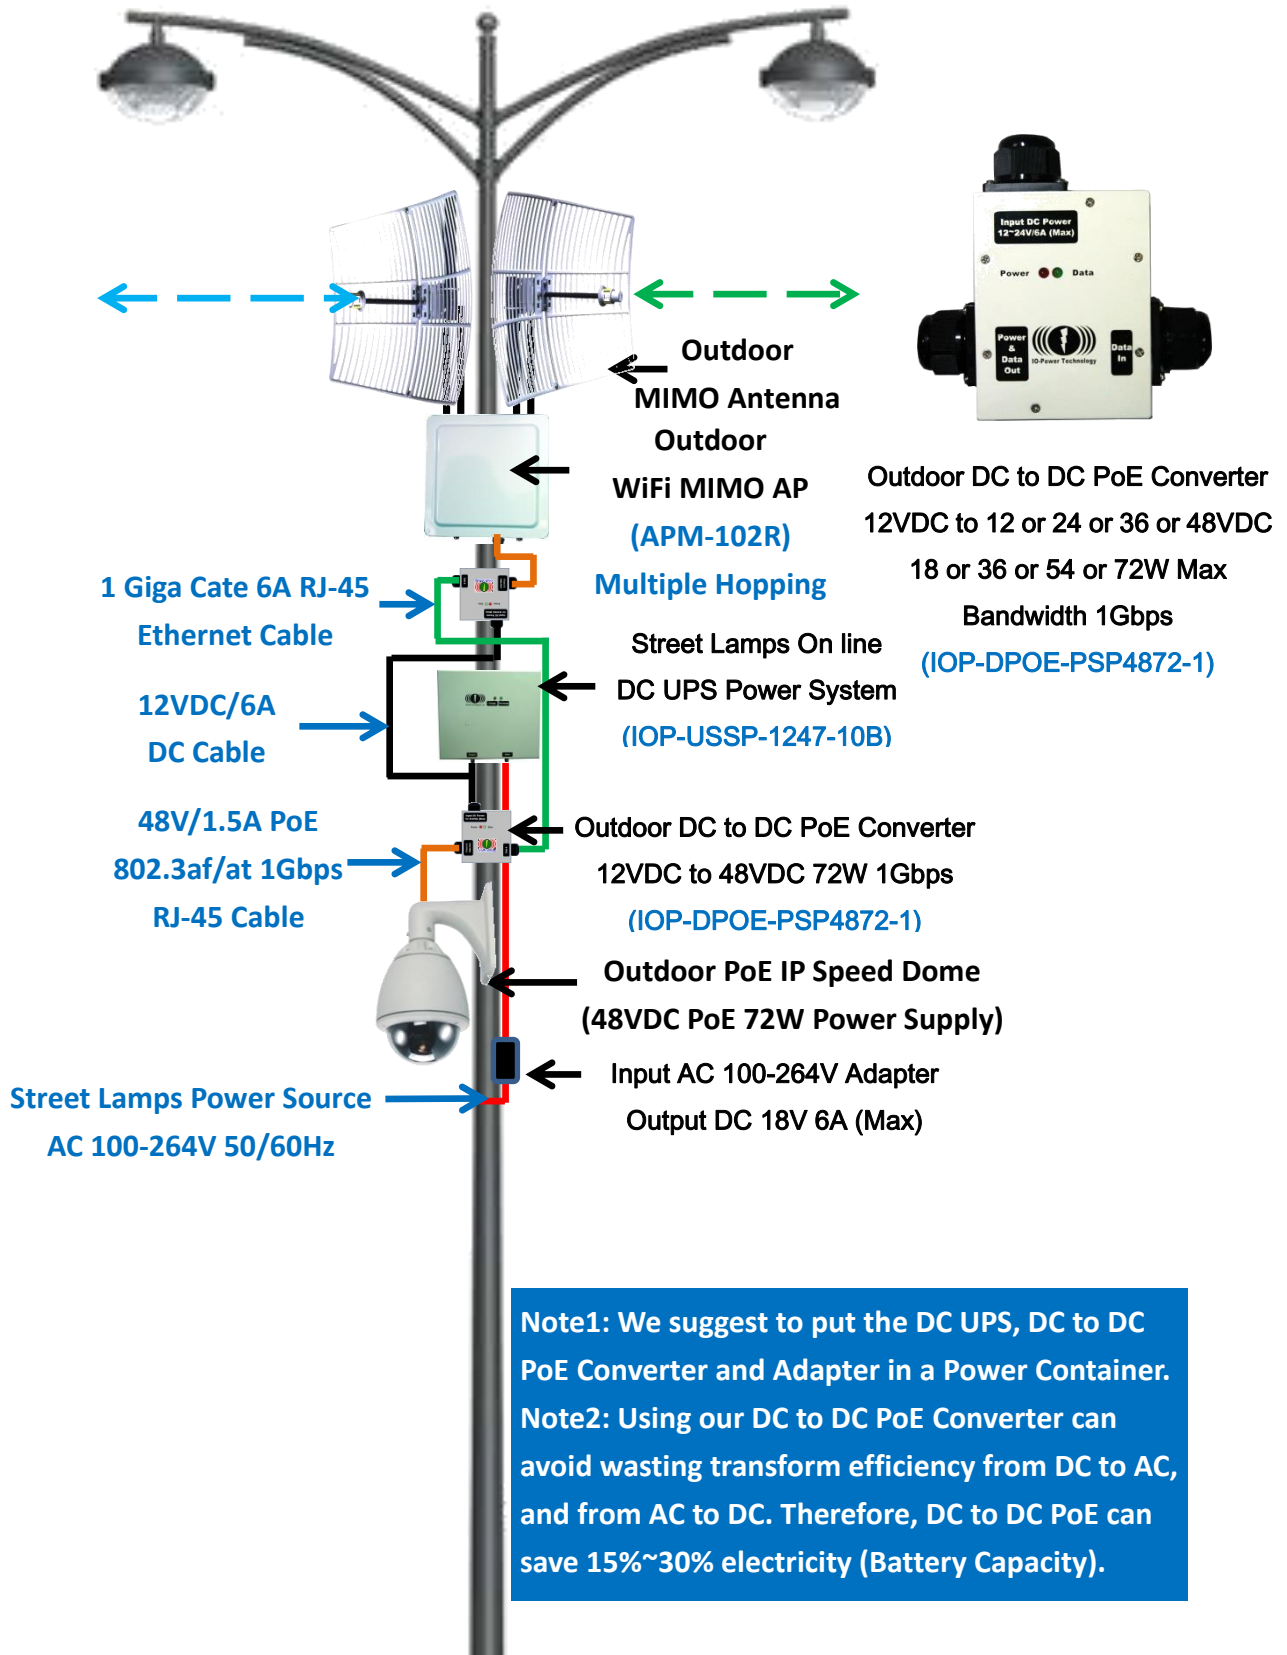 Input DC Power
12~24V/6A (Max)
Power
Data
Power
&
Data
Out
IO-Power Technology
Data
In
Outdoor
MIMO Antenna
Outdoor
WiFi MIMO AP
(APM-102R)
Multiple Hopping
Outdoor DC to DC PoE Converter
12VDC to 12 or 24 or 36 or 48VDC
18 or 36 or 54 or 72W Max
Bandwidth 1Gbps
(IOP-DPOE-PSP4872-1)
1 Giga Cate 6A RJ-45
Ethernet Cable
Street Lamps On line
DC UPS Power System
(IOP-USSP-1247-10B)
12VDC/6A
DC Cable
48V/1.5A PoE
802.3af/at 1Gbps
RJ-45 Cable
Outdoor DC to DC PoE Converter
12VDC to 48VDC 72W 1Gbps
(IOP-DPOE-PSP4872-1)
Outdoor PoE IP Speed Dome
(48VDC PoE 72W Power Supply)
Input AC 100-264V Adapter
Output DC 18V 6A (Max)
Street Lamps Power Source
AC 100-264V 50/60Hz
Note1: We suggest to put the DC UPS, DC to DC
PoE Converter and Adapter in a Power Container.
Note2: Using our DC to DC PoE Converter can
avoid wasting transform efficiency from DC to AC,
and from AC to DC. Therefore, DC to DC PoE can
save 15%~30% electricity (Battery Capacity).